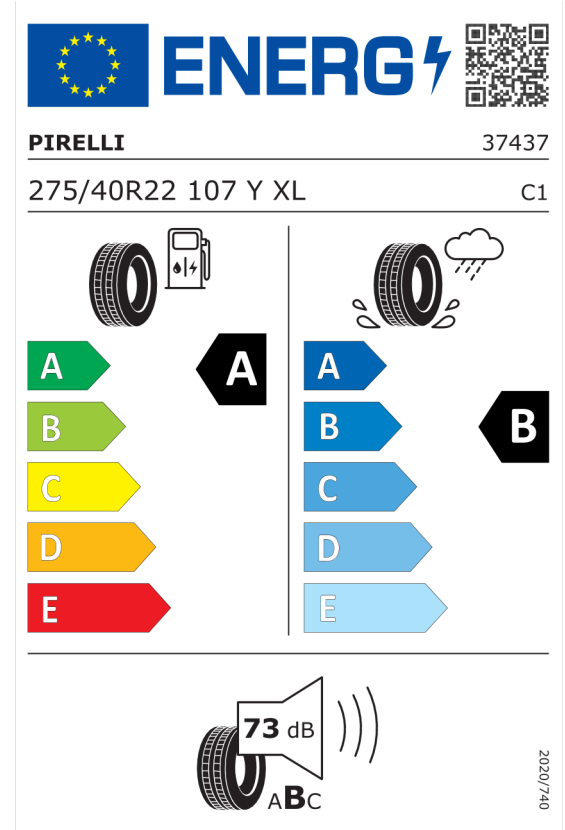 ENERG
PIRELLI 37437
275/40R22 107 Y XL C1
A A
B
C
D
E
A
B B
C
D
E
73 dB
ABC
2020/740